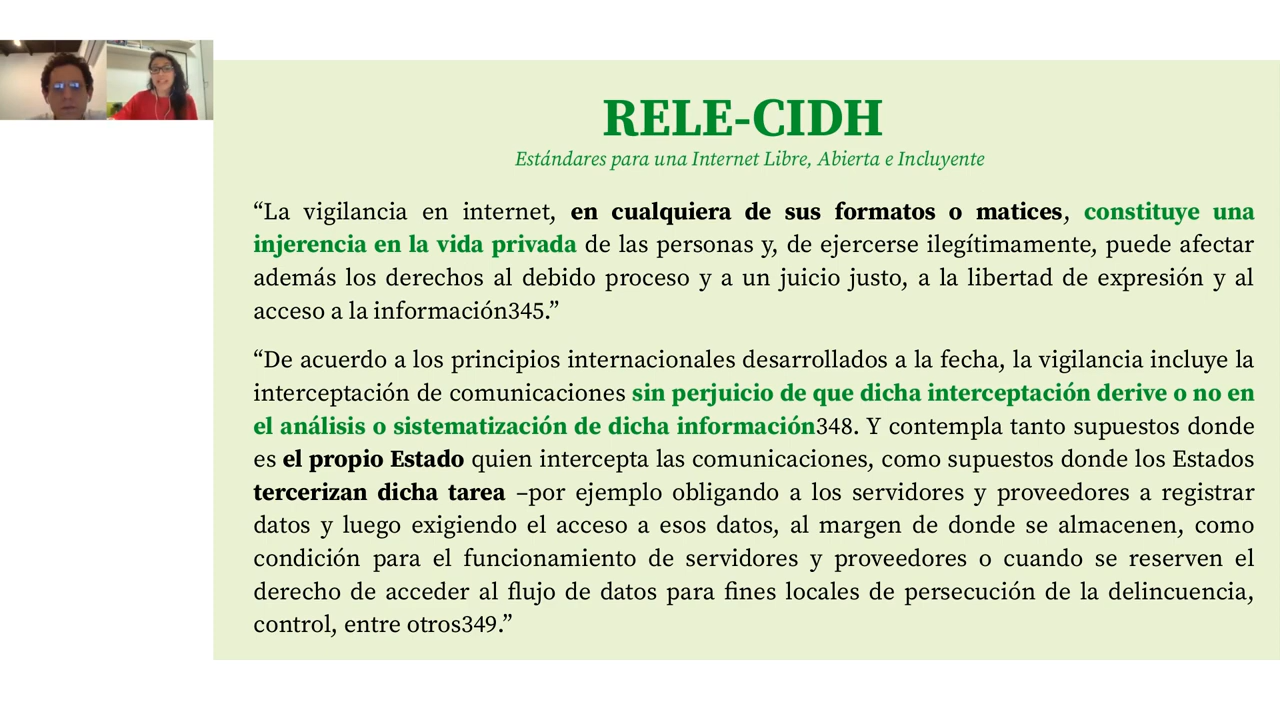 RELE-CIDH
Estándares para una Internet Libre, Abierta e Incluyente
“La vigilancia en internet, en cualquiera de sus formatos o matices, constituye una
injerencia en la vida privada de las personas y, de ejercerse ilegítimamente, puede afectar
además los derechos al debido proceso y a un juicio justo, a la libertad de expresión y al
acceso a la información345.”
“De acuerdo a los principios internacionales desarrollados a la fecha, la vigilancia incluye la
interceptación de comunicaciones sin perjuicio de que dicha interceptación derive o no en
el análisis o sistematización de dicha información348. Y contempla tanto supuestos donde
es el propio Estado quien intercepta las comunicaciones, como supuestos donde los Estados
tercerizan dicha tarea –por ejemplo obligando a los servidores y proveedores a registrar
datos y luego exigiendo el acceso a esos datos, al margen de donde se almacenen, como
condición para el funcionamiento de servidores y proveedores o cuando se reserven el
derecho de acceder al flujo de datos para fines locales de persecución de la delincuencia,
control, entre otros349.”